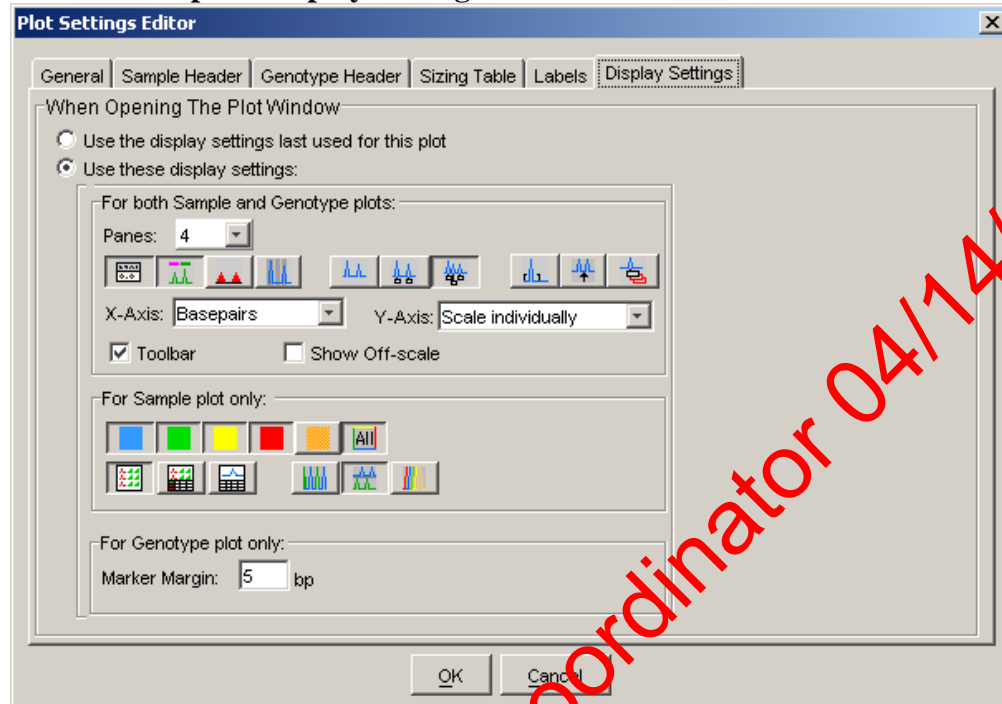 Plot Settings Editor
General Sample Header Genotype Header Sizing Table Labels Display Settings
When Opening The Plot Window
Use the display settings last used for this plot
Use these display settings:
For both Sample and Genotype plots:
Panes: 4
X-Axis: Basepairs Y-Axis: Scale individually
Toolbar Show Off-scale
For Sample plot only:
All
For Genotype plot only:
Marker Margin: 5 bp
OK Cancel
oordinator 04/14/